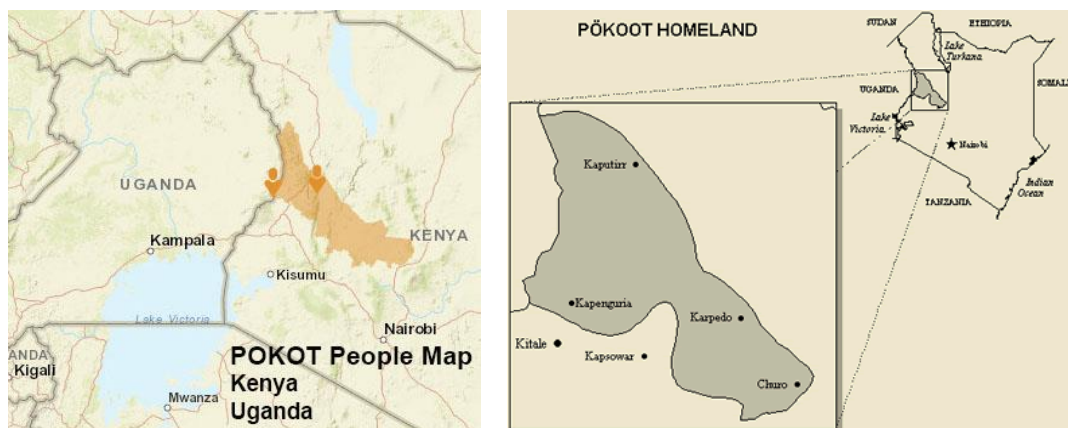 UGANDA
KENYA
Kampala
Kisumu
Lake Victoria
Nairobi
ANDA
Kigali
Mwanza
POKOT People Map
Kenya
Uganda
PÖKOOT HOMELAND
SUDAN
ETHIOPIA
Lake
Turkana
UGANDA
SOMALI
Lake
Victoria
Nairobi
Indian
Ocean
TANZANIA
Kaputirr
Kapenguria
Karpedo
Kitale
Kapsowar
Churo